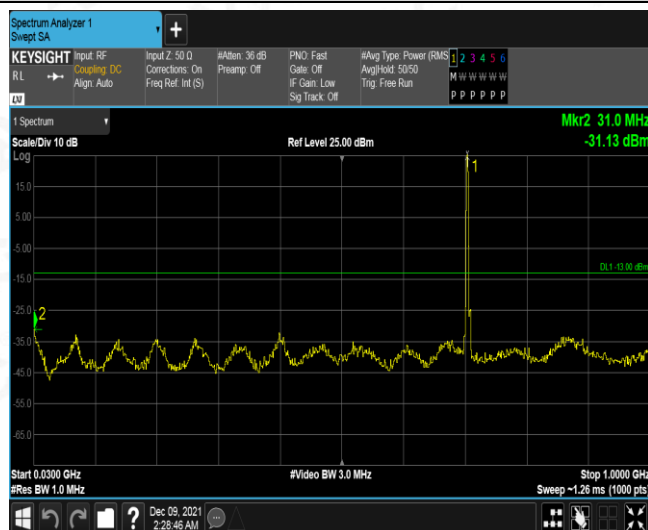 Spectrum Analyzer 1
Swept SA
+
KEYSIGHT
RL
LXI
Input: RF
Coupling: DC
Align: Auto
Input Z: 50 Ω
Corrections: On
Freq Ref: Int (S)
#Atten: 36 dB
Preamp: Off
PNO: Fast
Gate: Off
IF Gain: Low
Sig Track: Off
#Avg Type: Power (RMS
Avg|Hold: 50/50
Trig: Free Run
1 2 3 4 5 6
M W W W W W
P P P P P P
1 Spectrum
Mkr2 31.0 MHz
-31.13 dBm
Scale/Div 10 dB
Ref Level 25.00 dBm
Log
1
15.0
5.00
-5.00
DL1 -13.00 dBm
-15.0
-25.0
2
-35.0
-45.0
-55.0
-65.0
Start 0.0300 GHz
#Video BW 3.0 MHz
Stop 1.0000 GHz
#Res BW 1.0 MHz
Sweep ~1.26 ms (1000 pts)
?
Dec 09, 2021
2:28:46 AM